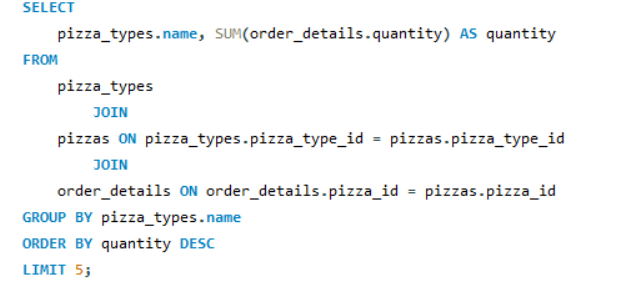 SELECT
pizza_types.name, SUM(order_details.quantity) AS quantity
FROM
pizza_types
JOIN
pizzas ON pizza_types.pizza_type_id = pizzas.pizza_type_id
JOIN
order_details ON order_details.pizza_id = pizzas.pizza_id
GROUP BY pizza_types.name
ORDER BY quantity DESC
LIMIT 5;